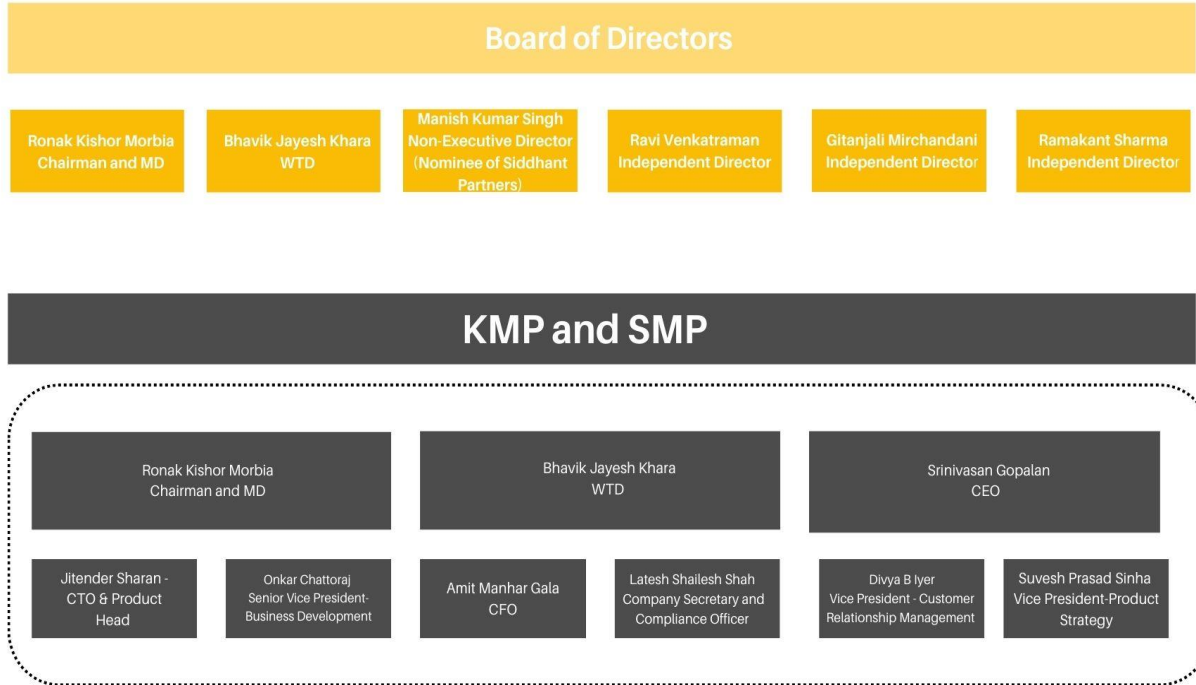 Board of Directors
Ronak Kishor Morbia
Chairman and MD
Bhavik Jayesh Khara
WTD
Manish Kumar Singh
Non-Executive Director
(Nominee of Siddhant
Partners)
Ravi Venkatraman
Independent Director
Gitanjali Mirchandani
Independent Director
Ramakant Sharma
Independent Director
KMP and SMP
Ronak Kishor Morbia
Chairman and MD
Bhavik Jayesh Khara
WTD
Srinivasan Gopalan
CEO
Jitender Sharan -
CTO & Product
Head
Onkar Chattoraj
Senior Vice President-
Business Development
Amit Manhar Gala
CFO
Latesh Shailesh Shah
Company Secretary and
Compliance Officer
Divya B Iyer
Vice President - Customer
Relationship Management
Suvesh Prasad Sinha
Vice President-Product
Strategy